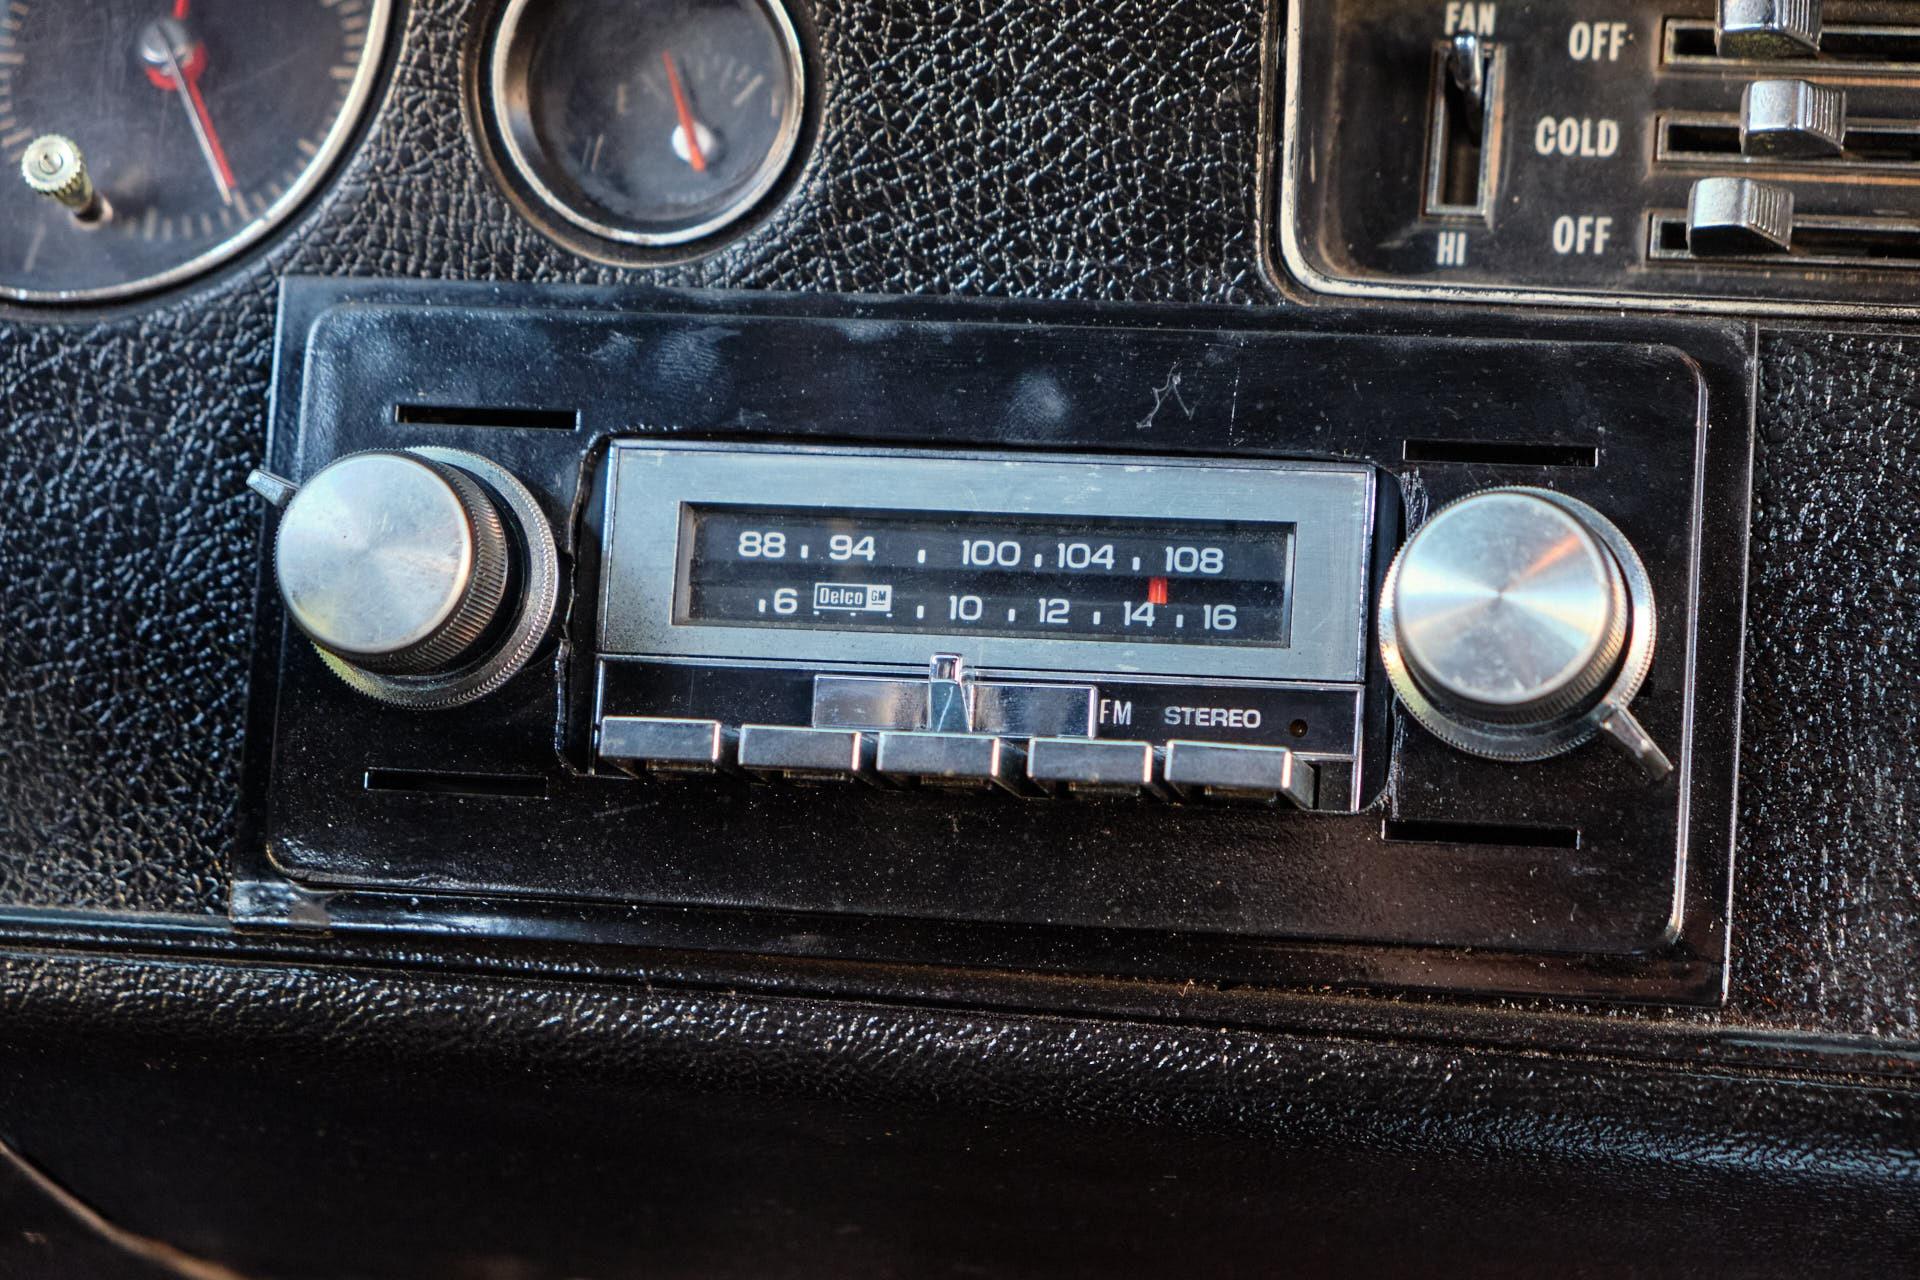 FAN
OFF
COLD
OFF
HI
88 94 100 104 108
6 Delco GM 10 12 14 16
FM STEREO